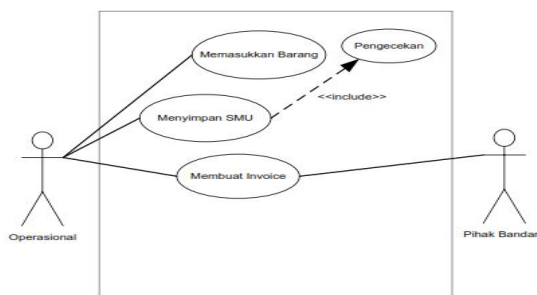 Pengecekan
Memasukkan Barang
<<include>>
Menyimpan SMU
Membuat Invoice
Operasional
Pihak Bandar